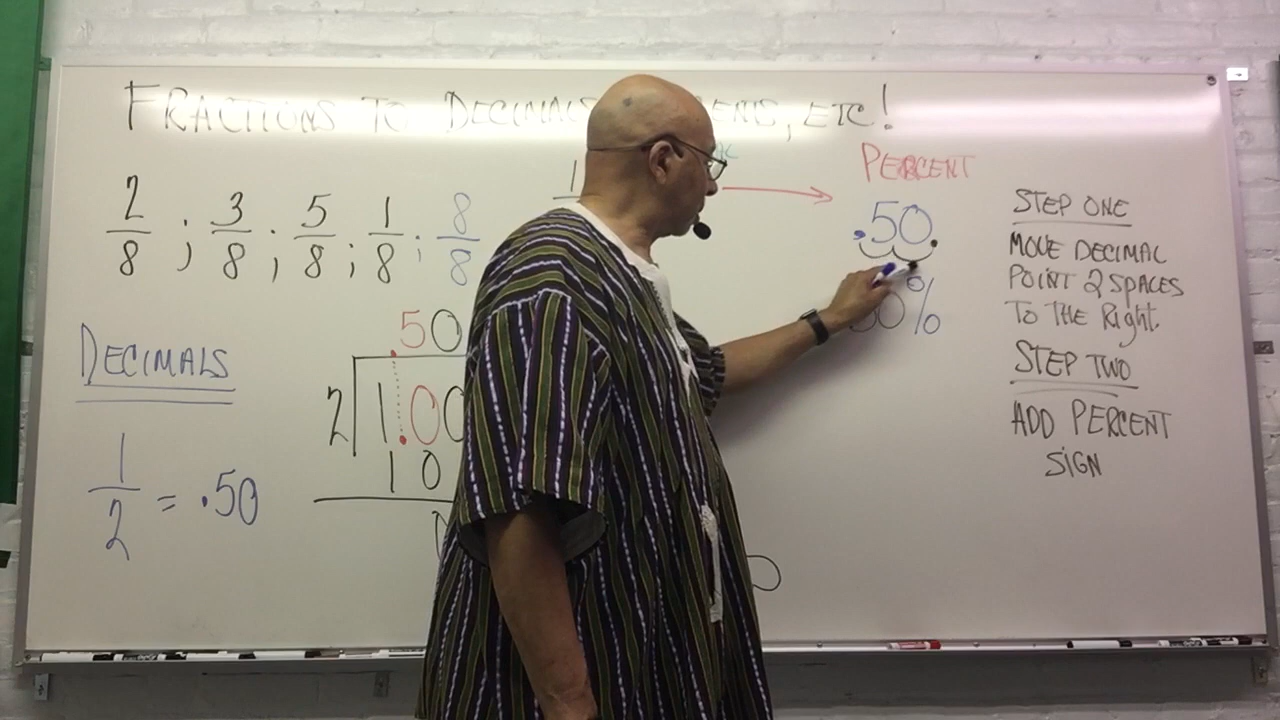 FRACTIONS TO DECIMALS, ETC!
2/8 ; 3/8 ; 5/8 ; 1/8 ; 8/8
DECIMALS
1/2 = .50
.50
2 1.00
10
0
1
PERCENT
.50
50%
STEP ONE
MOVE DECIMAL
POINT 2 SPACES
TO THE Right.
STEP TWO
ADD PERCENT
SIGN